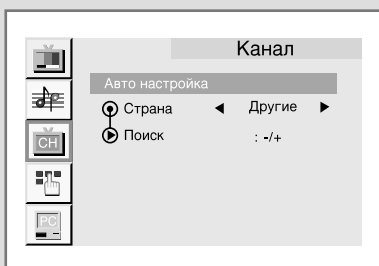 Канал
Авто настройка
Страна ◀ Другие ▶
Поиск : -/+
CH
PC